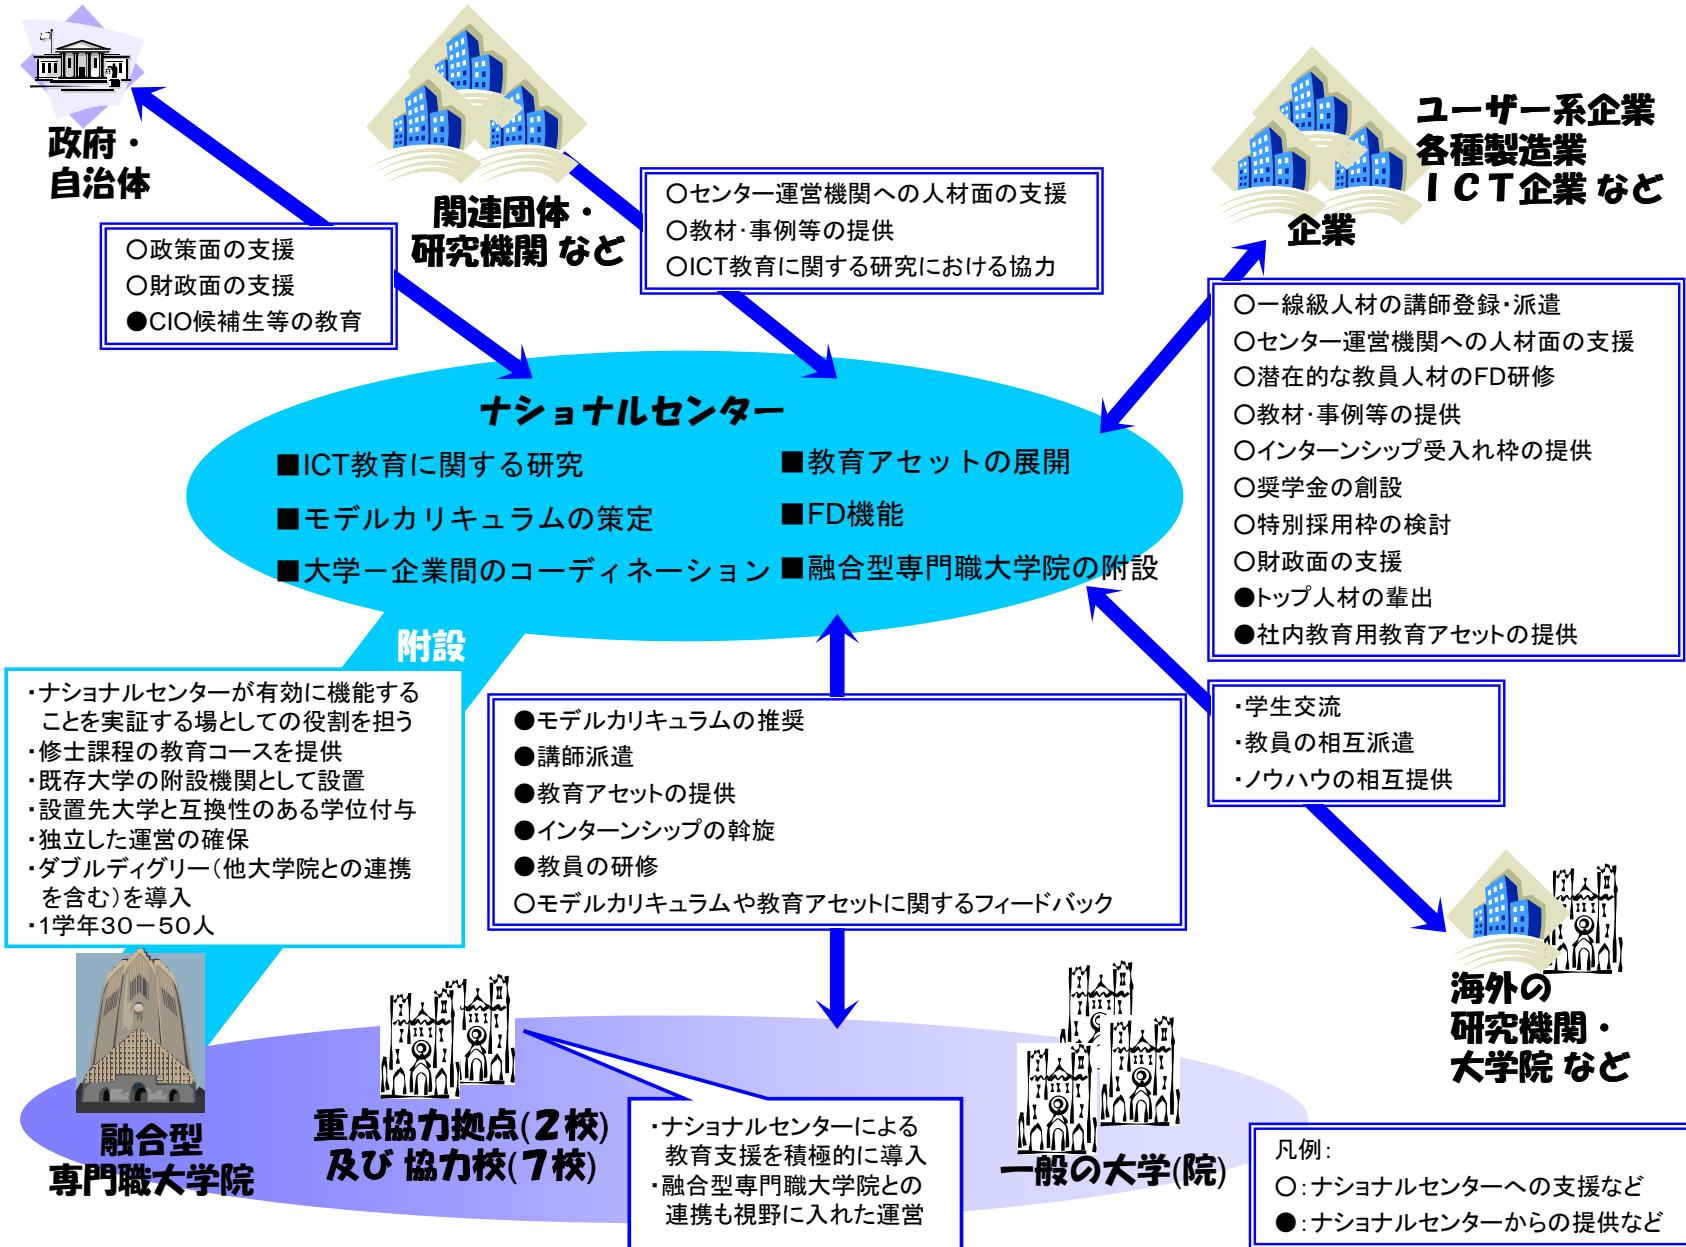 政府・
自治体
関連団体・
研究機関 など
企業
ユーザー系企業
各種製造業
ICT企業 など
○政策面の支援
○財政面の支援
●CIO候補生等の教育
○センター運営機関への人材面の支援
○教材・事例等の提供
○ICT教育に関する研究における協力
○一線級人材の講師登録・派遣
○センター運営機関への人材面の支援
○潜在的な教員人材のFD研修
○教材・事例等の提供
○インターンシップ受入れ枠の提供
○奨学金の創設
○特別採用枠の検討
○財政面の支援
●トップ人材の輩出
●社内教育用教育アセットの提供
ナショナルセンター
■ICT教育に関する研究
■モデルカリキュラムの策定
■大学－企業間のコーディネーション
■教育アセットの展開
■FD機能
■融合型専門職大学院の附設
附設
・ナショナルセンターが有効に機能する
ことを実証する場としての役割を担う
・修士課程の教育コースを提供
・既存大学の附設機関として設置
・設置先大学と互換性のある学位付与
・独立した運営の確保
・ダブルディグリー（他大学院との連携
を含む）を導入
・1学年30－50人
●モデルカリキュラムの推奨
●講師派遣
●教育アセットの提供
●インターンシップの斡旋
●教員の研修
○モデルカリキュラムや教育アセットに関するフィードバック
・学生交流
・教員の相互派遣
・ノウハウの相互提供
海外の
研究機関・
大学院 など
融合型
専門職大学院
重点協力拠点(2校)
及び 協力校(7校)
・ナショナルセンターによる
教育支援を積極的に導入
・融合型専門職大学院との
連携も視野に入れた運営
一般の大学(院)
凡例：
○：ナショナルセンターへの支援など
●：ナショナルセンターからの提供など